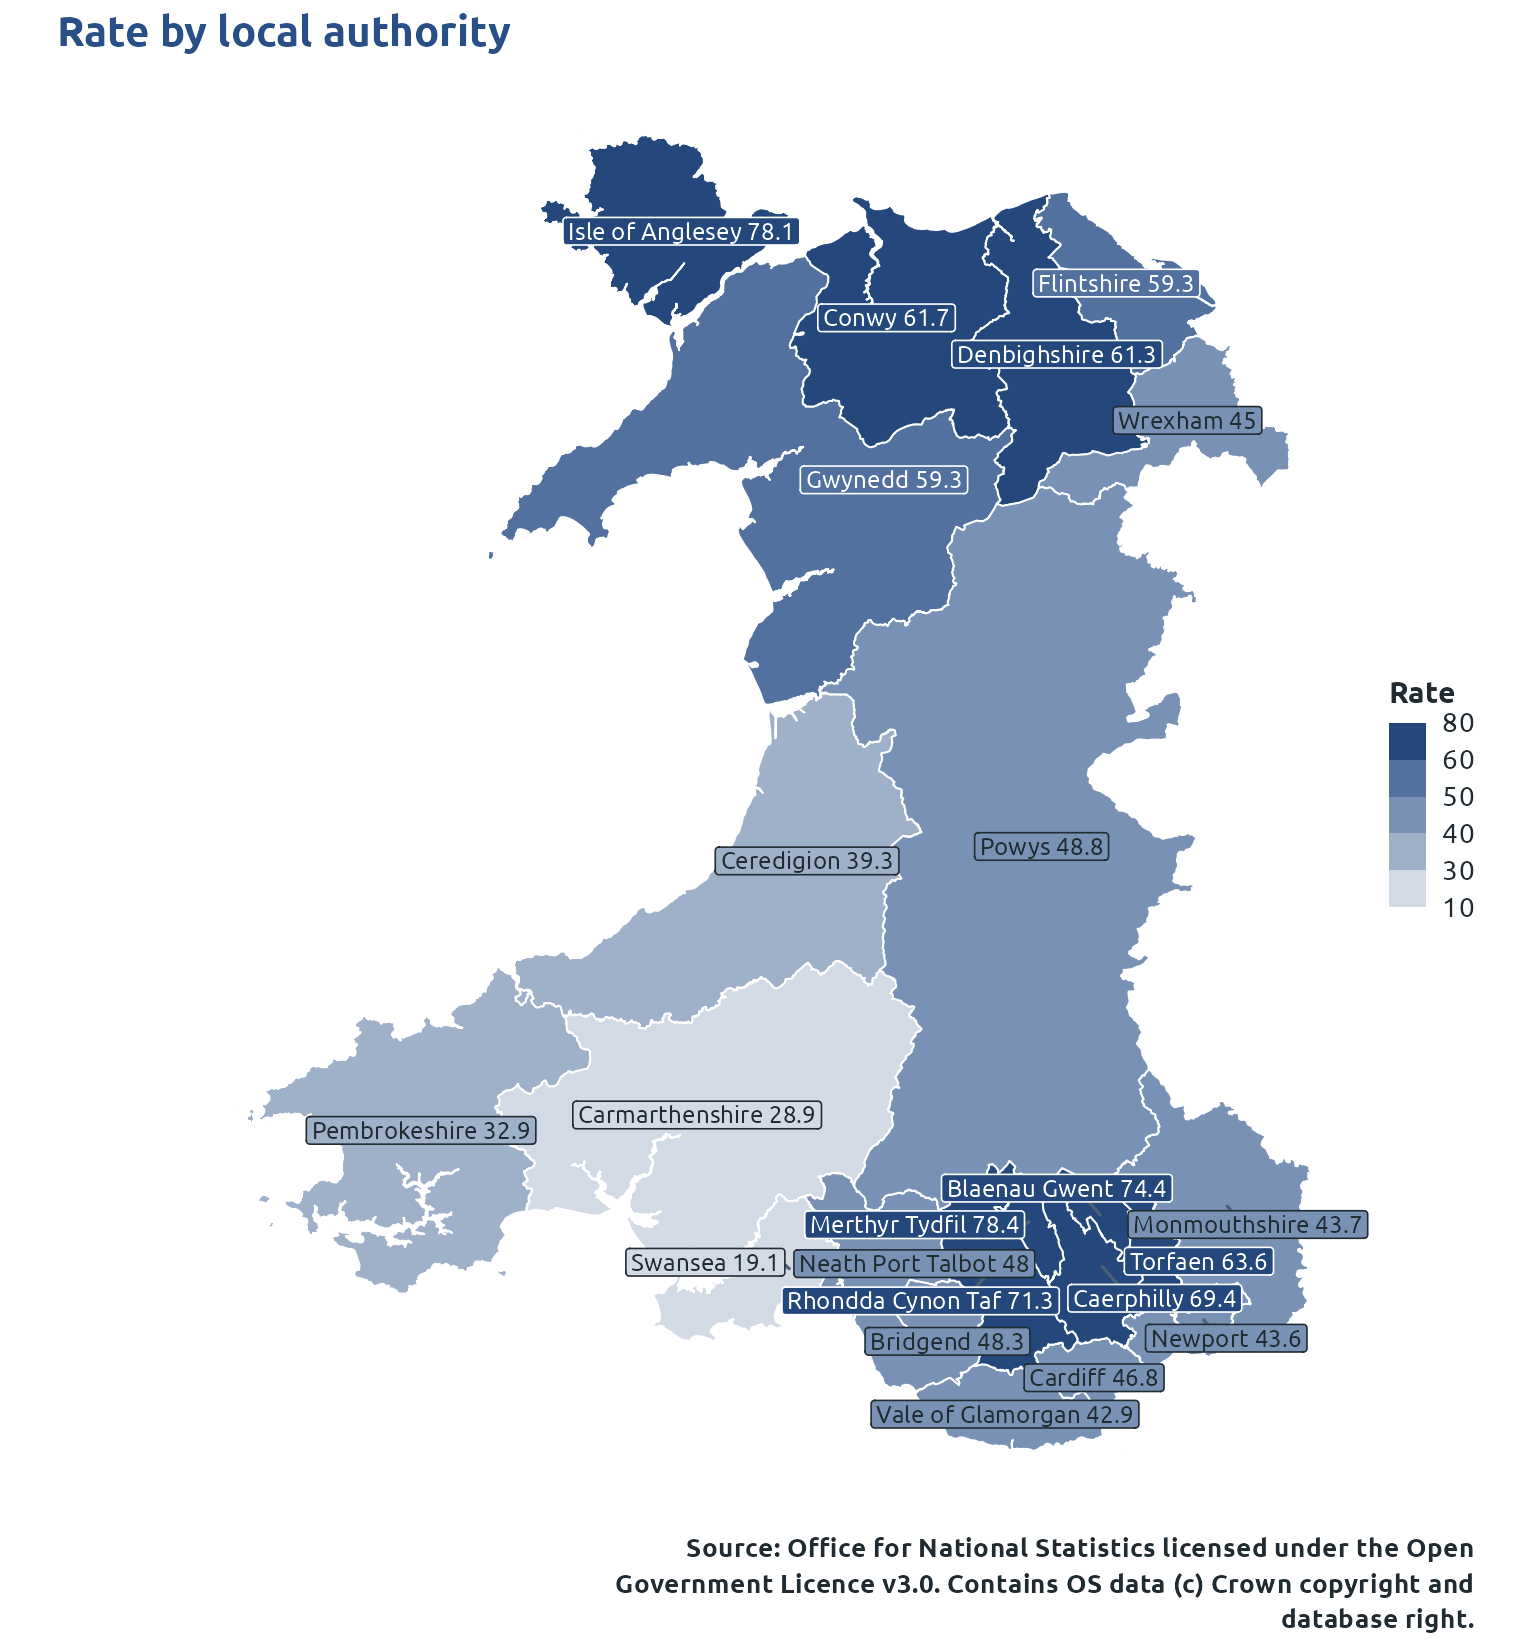 Rate by local authority
Isle of Anglesey 78.1
Flintshire 59.3
Conwy 61.7
Denbighshire 61.3
Wrexham 45
Gwynedd 59.3
Rate
80
60
50
40
30
10
Powys 48.8
Ceredigion 39.3
Carmarthenshire 28.9
Pembrokeshire 32.9
Blaenau Gwent 74.4
Merthyr Tydfil 78.4
Monmouthshire 43.7
Swansea 19.1
Neath Port Talbot 48
Torfaen 63.6
Rhondda Cynon Taf 71.3
Caerphilly 69.4
Bridgend 48.3
Newport 43.6
Cardiff 46.8
Vale of Glamorgan 42.9
Source: Office for National Statistics licensed under the Open
Government Licence v3.0. Contains OS data (c) Crown copyright and
database right.